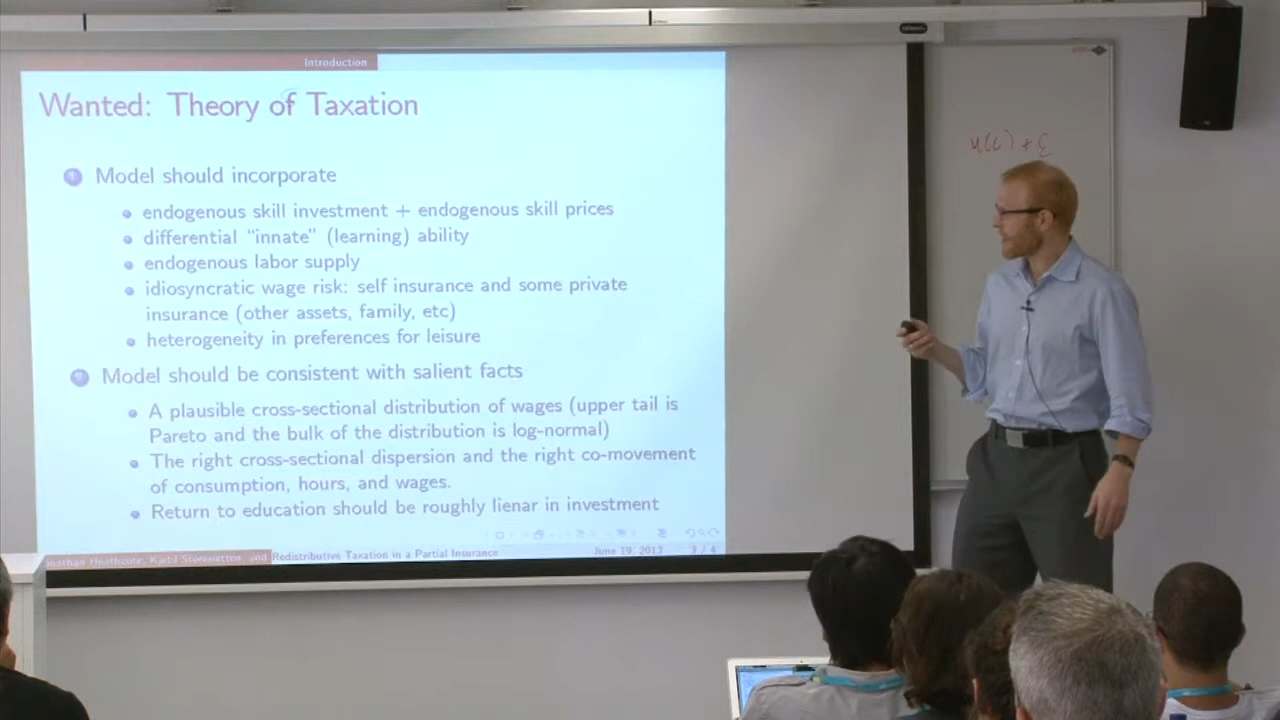 Introduction
Wanted: Theory of Taxation
Model should incorporate
endogenous skill investment + endogenous skill prices
differential “innate” (learning) ability
endogenous labor supply
idiosyncratic wage risk: self insurance and some private
insurance (other assets, family, etc)
heterogeneity in preferences for leisure
Model should be consistent with salient facts
A plausible cross-sectional distribution of wages (upper tail is
Pareto and the bulk of the distribution is log-normal)
The right cross-sectional dispersion and the right co-movement
of consumption, hours, and wages.
Return to education should be roughly lienar in investment
Heathcote, Kjetil Storesletten, and Redistributive Taxation in a Partial Insurance June 19, 2013
u(c) +